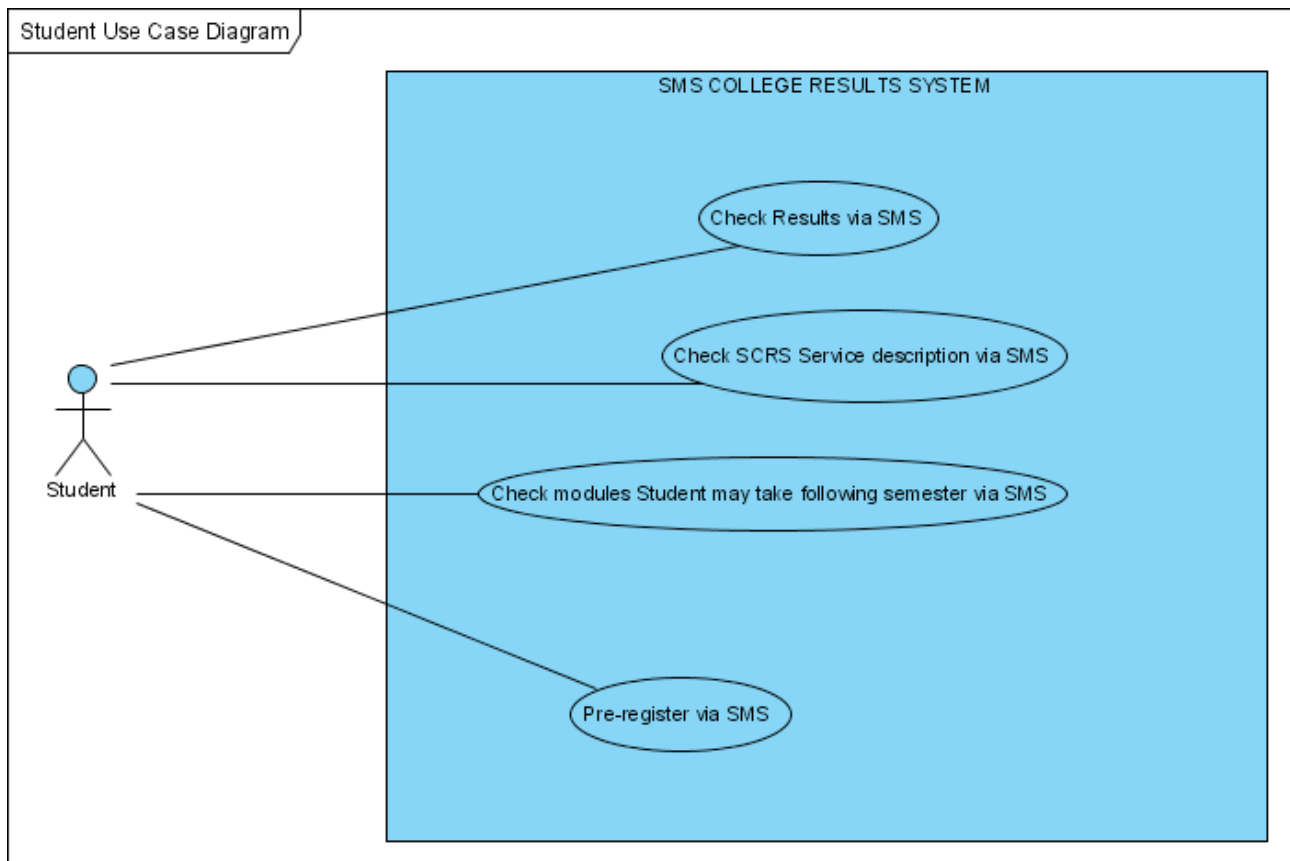 Student Use Case Diagram
SMS COLLEGE RESULTS SYSTEM
Check Results via SMS
Check SCRS Service description via SMS
Student
Check modules Student may take following semester via SMS
Pre-register via SMS